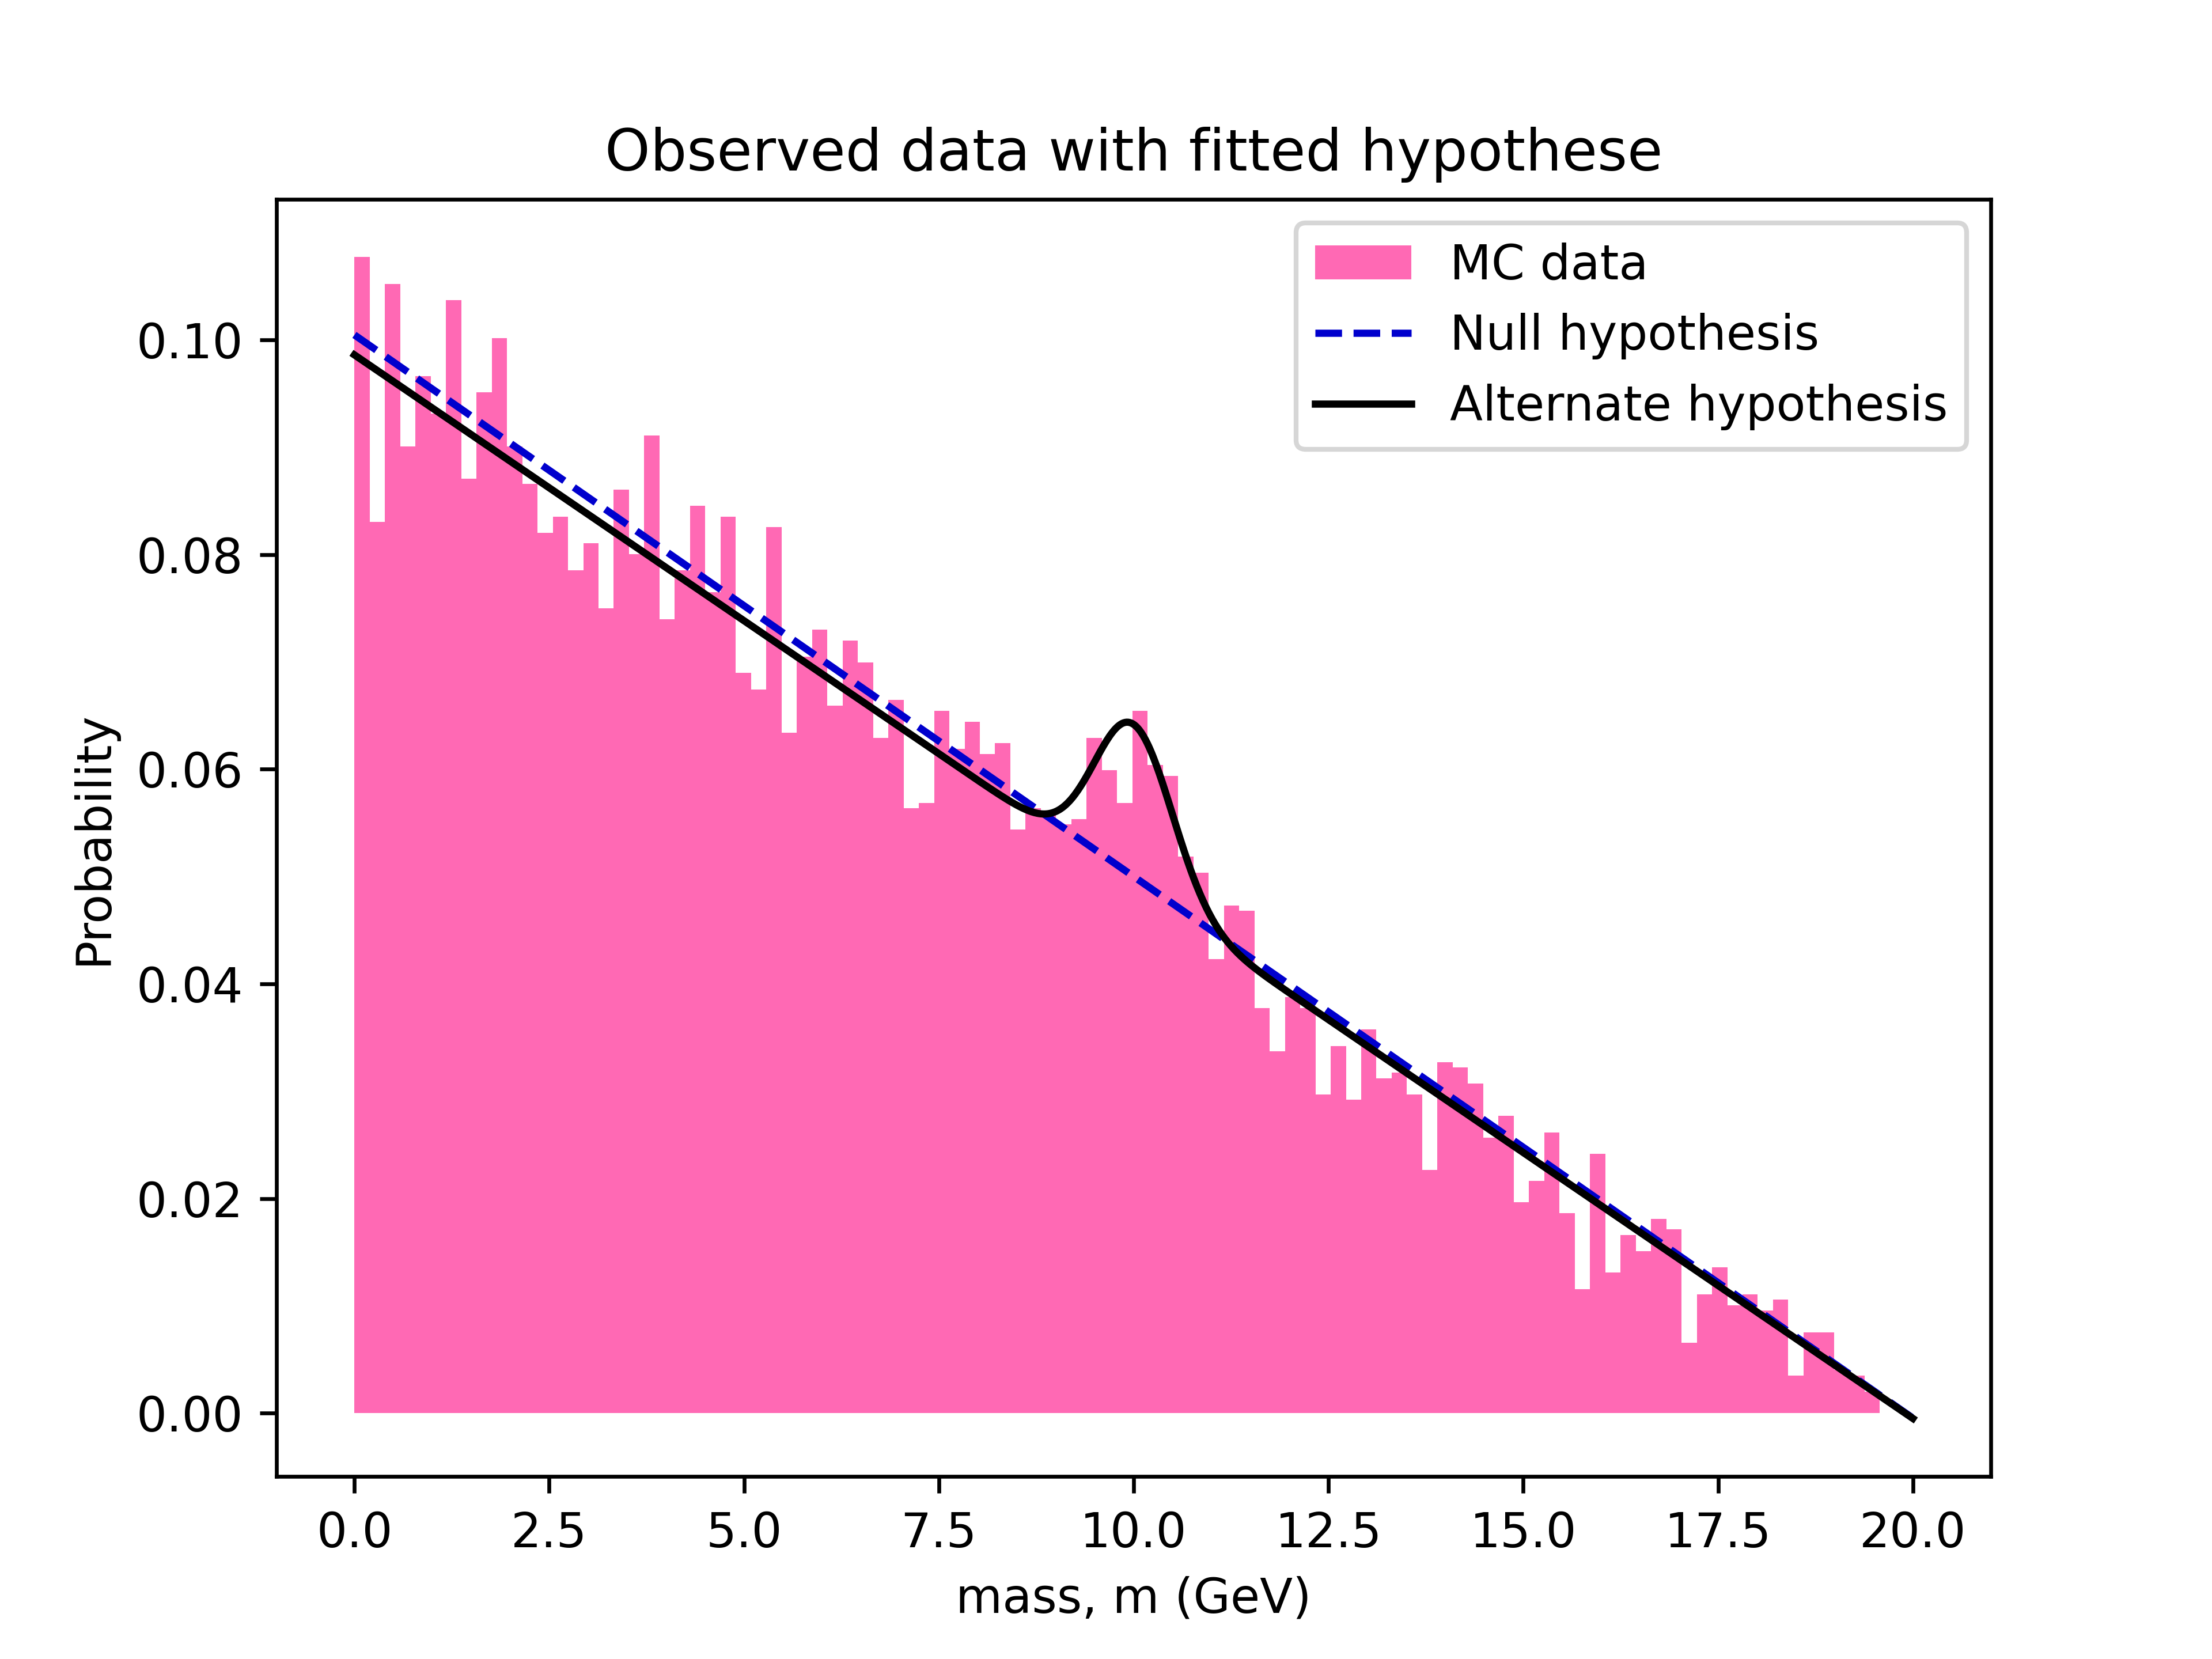 Observed data with fitted hypothese
MC data
Null hypothesis
Alternate hypothesis
Probability
0.10
0.08
0.06
0.04
0.02
0.00
0.0 2.5 5.0 7.5 10.0 12.5 15.0 17.5 20.0
mass, m (GeV)